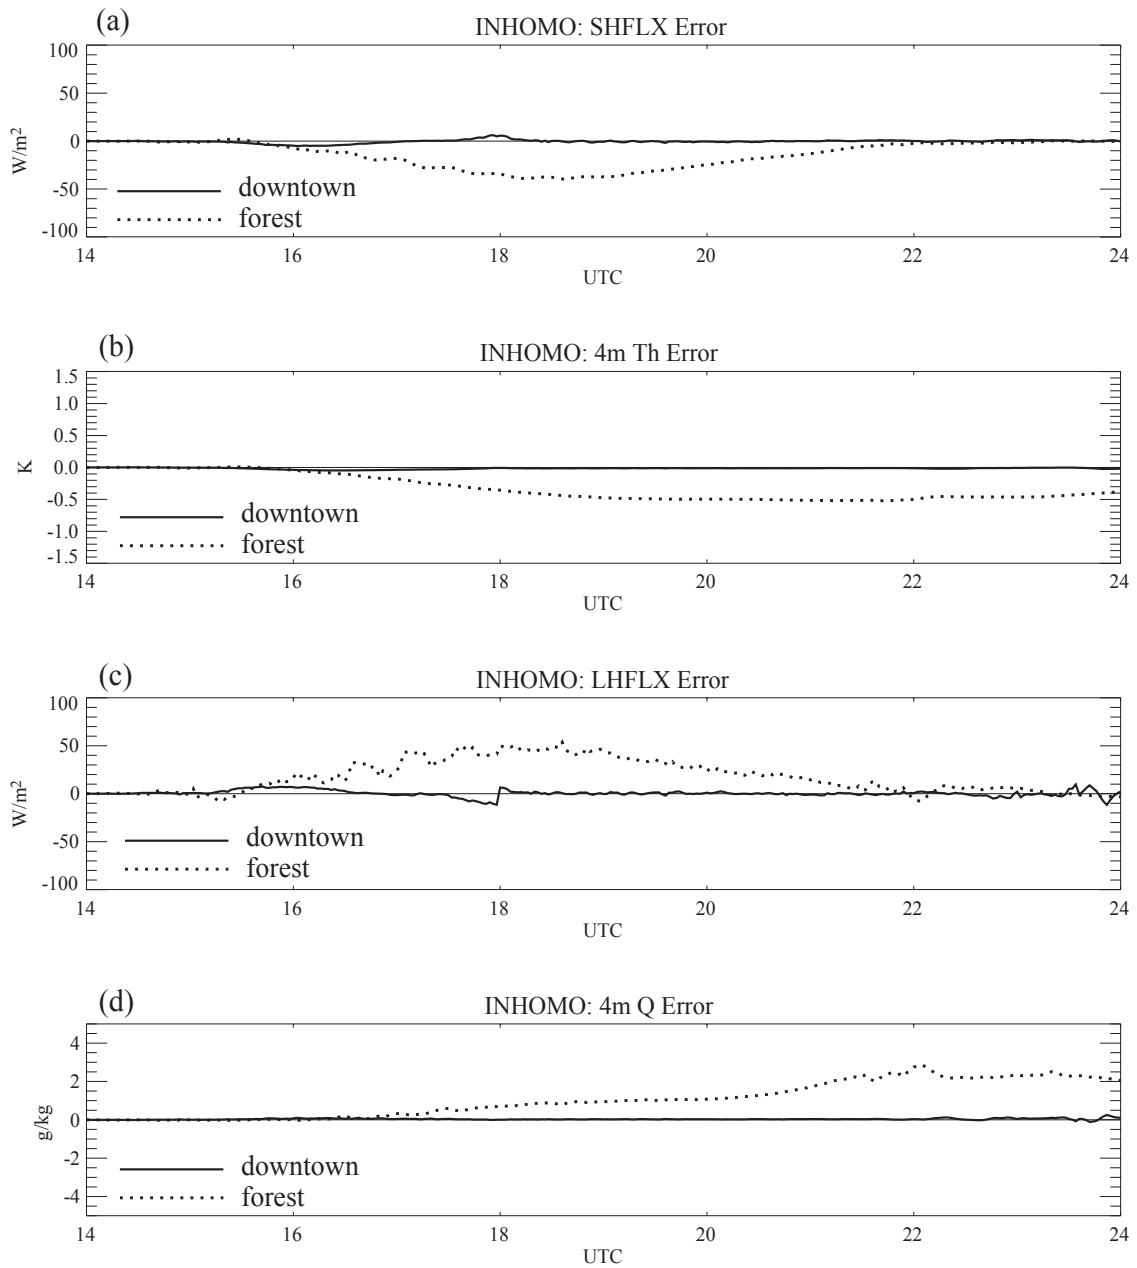 (a)
INHOMO: SHFLX Error
100
50
0
-50
-100
W/m²
downtown
forest
14 16 18 20 22 24
UTC
(b)
INHOMO: 4m Th Error
1.5
1.0
0.5
0.0
-0.5
-1.0
-1.5
K
downtown
forest
14 16 18 20 22 24
UTC
(c)
INHOMO: LHFLX Error
100
50
0
-50
-100
W/m²
downtown
forest
14 16 18 20 22 24
UTC
(d)
INHOMO: 4m Q Error
4
2
0
-2
-4
g/kg
downtown
forest
14 16 18 20 22 24
UTC